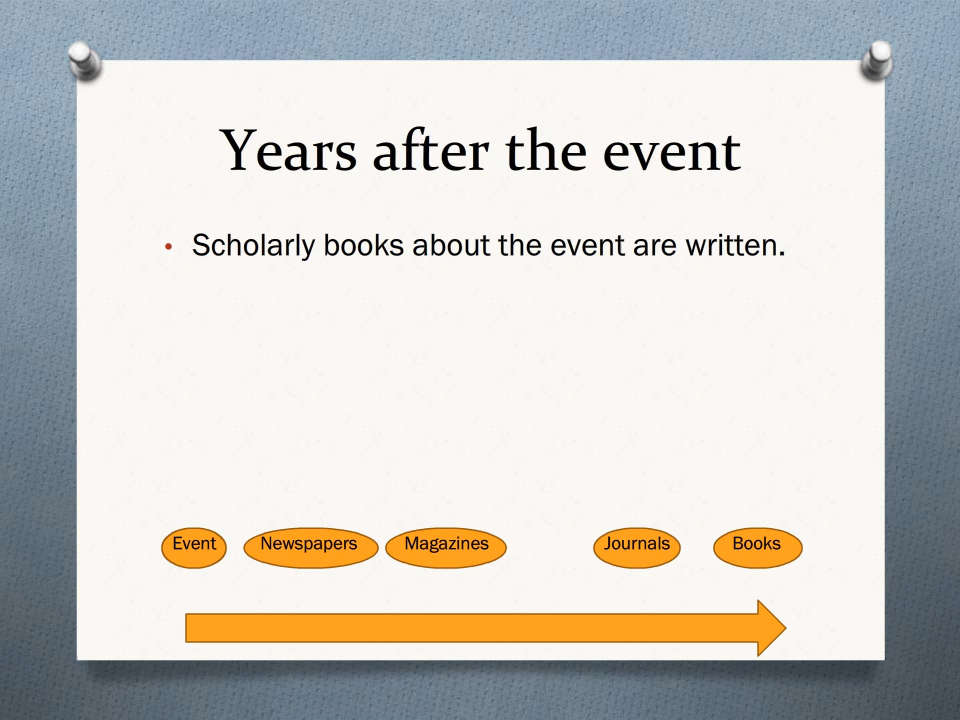 Years after the event
• Scholarly books about the event are written.
Event Newspapers Magazines Journals Books